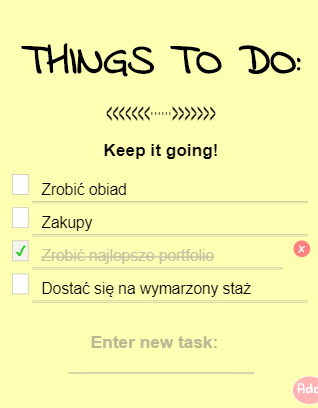 THINGS TO DO:
<<<<<<<······>>>>>>>
Keep it going!
Zrobić obiad
Zakupy
Zrobić najlepsze portfolio
x
Dostać się na wymarzony staż
Enter new task:
Add